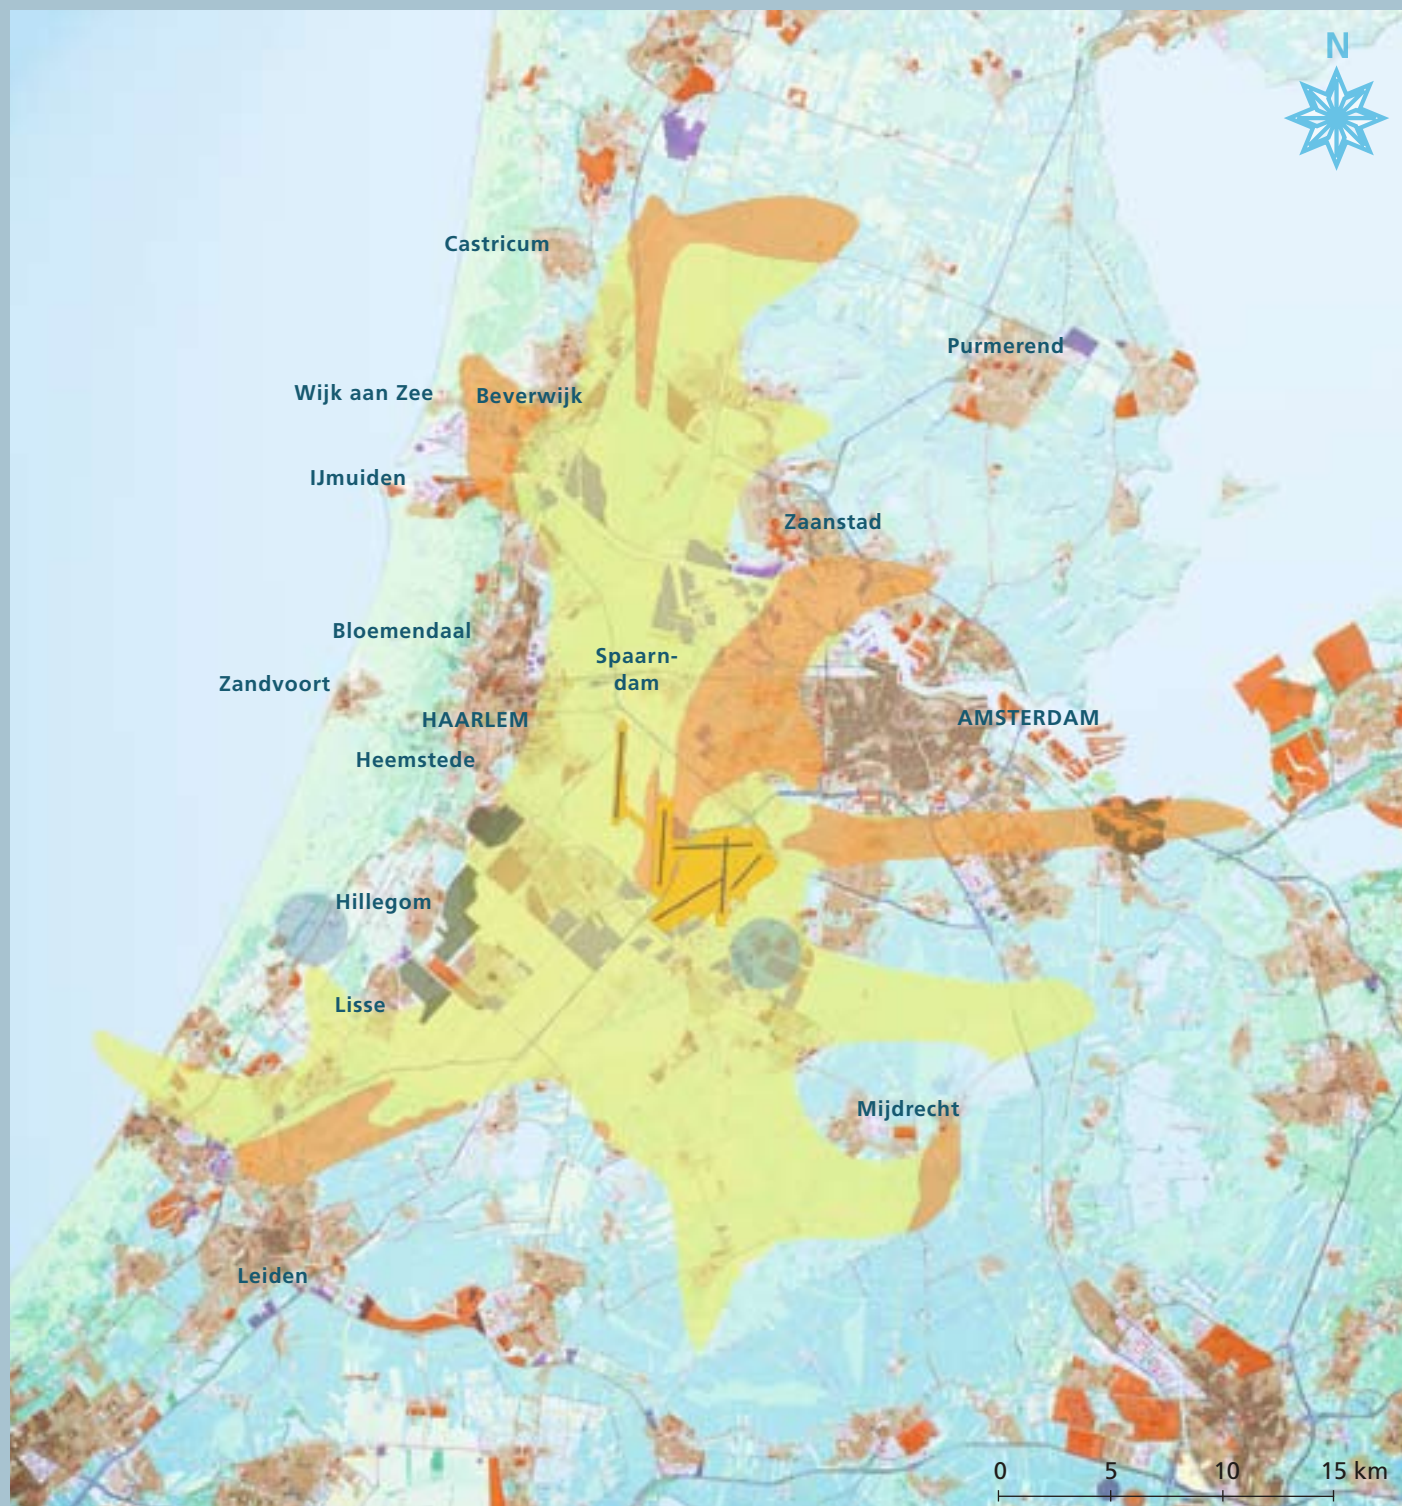 N
Castricum
Purmerend
Wijk aan Zee
Beverwijk
IJmuiden
Zaanstad
Bloemendaal
Spaarn-
dam
Zandvoort
HAARLEM
AMSTERDAM
Heemstede
Hillegom
Lisse
Mijdrecht
Leiden
0 5 10 15 km